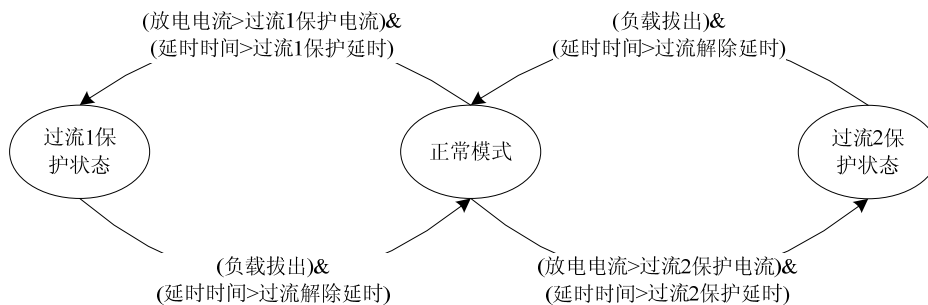 (放电电流>过流1保护电流)&
(延时时间>过流1保护延时)
(负载拔出)&
(延时时间>过流解除延时)
过流1保
护状态
正常模式
过流2保
护状态
(负载拔出)&
(延时时间>过流解除延时)
(放电电流>过流2保护电流)&
(延时时间>过流2保护延时)